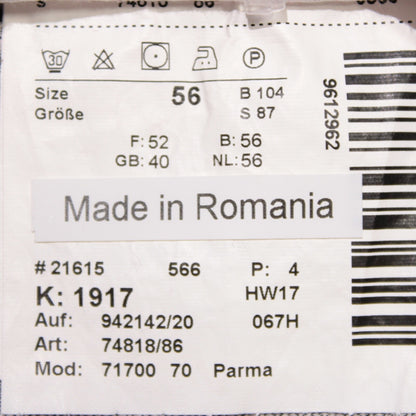 30 P
Size 56 B 104
Größe S 87
F: 52 B: 56
GB: 40 NL: 56
Made in Romania
# 21615 566 P: 4
K: 1917 HW17
Auf: 942142/20 067H
Art: 74818/86
Mod: 71700 70 Parma
9612962